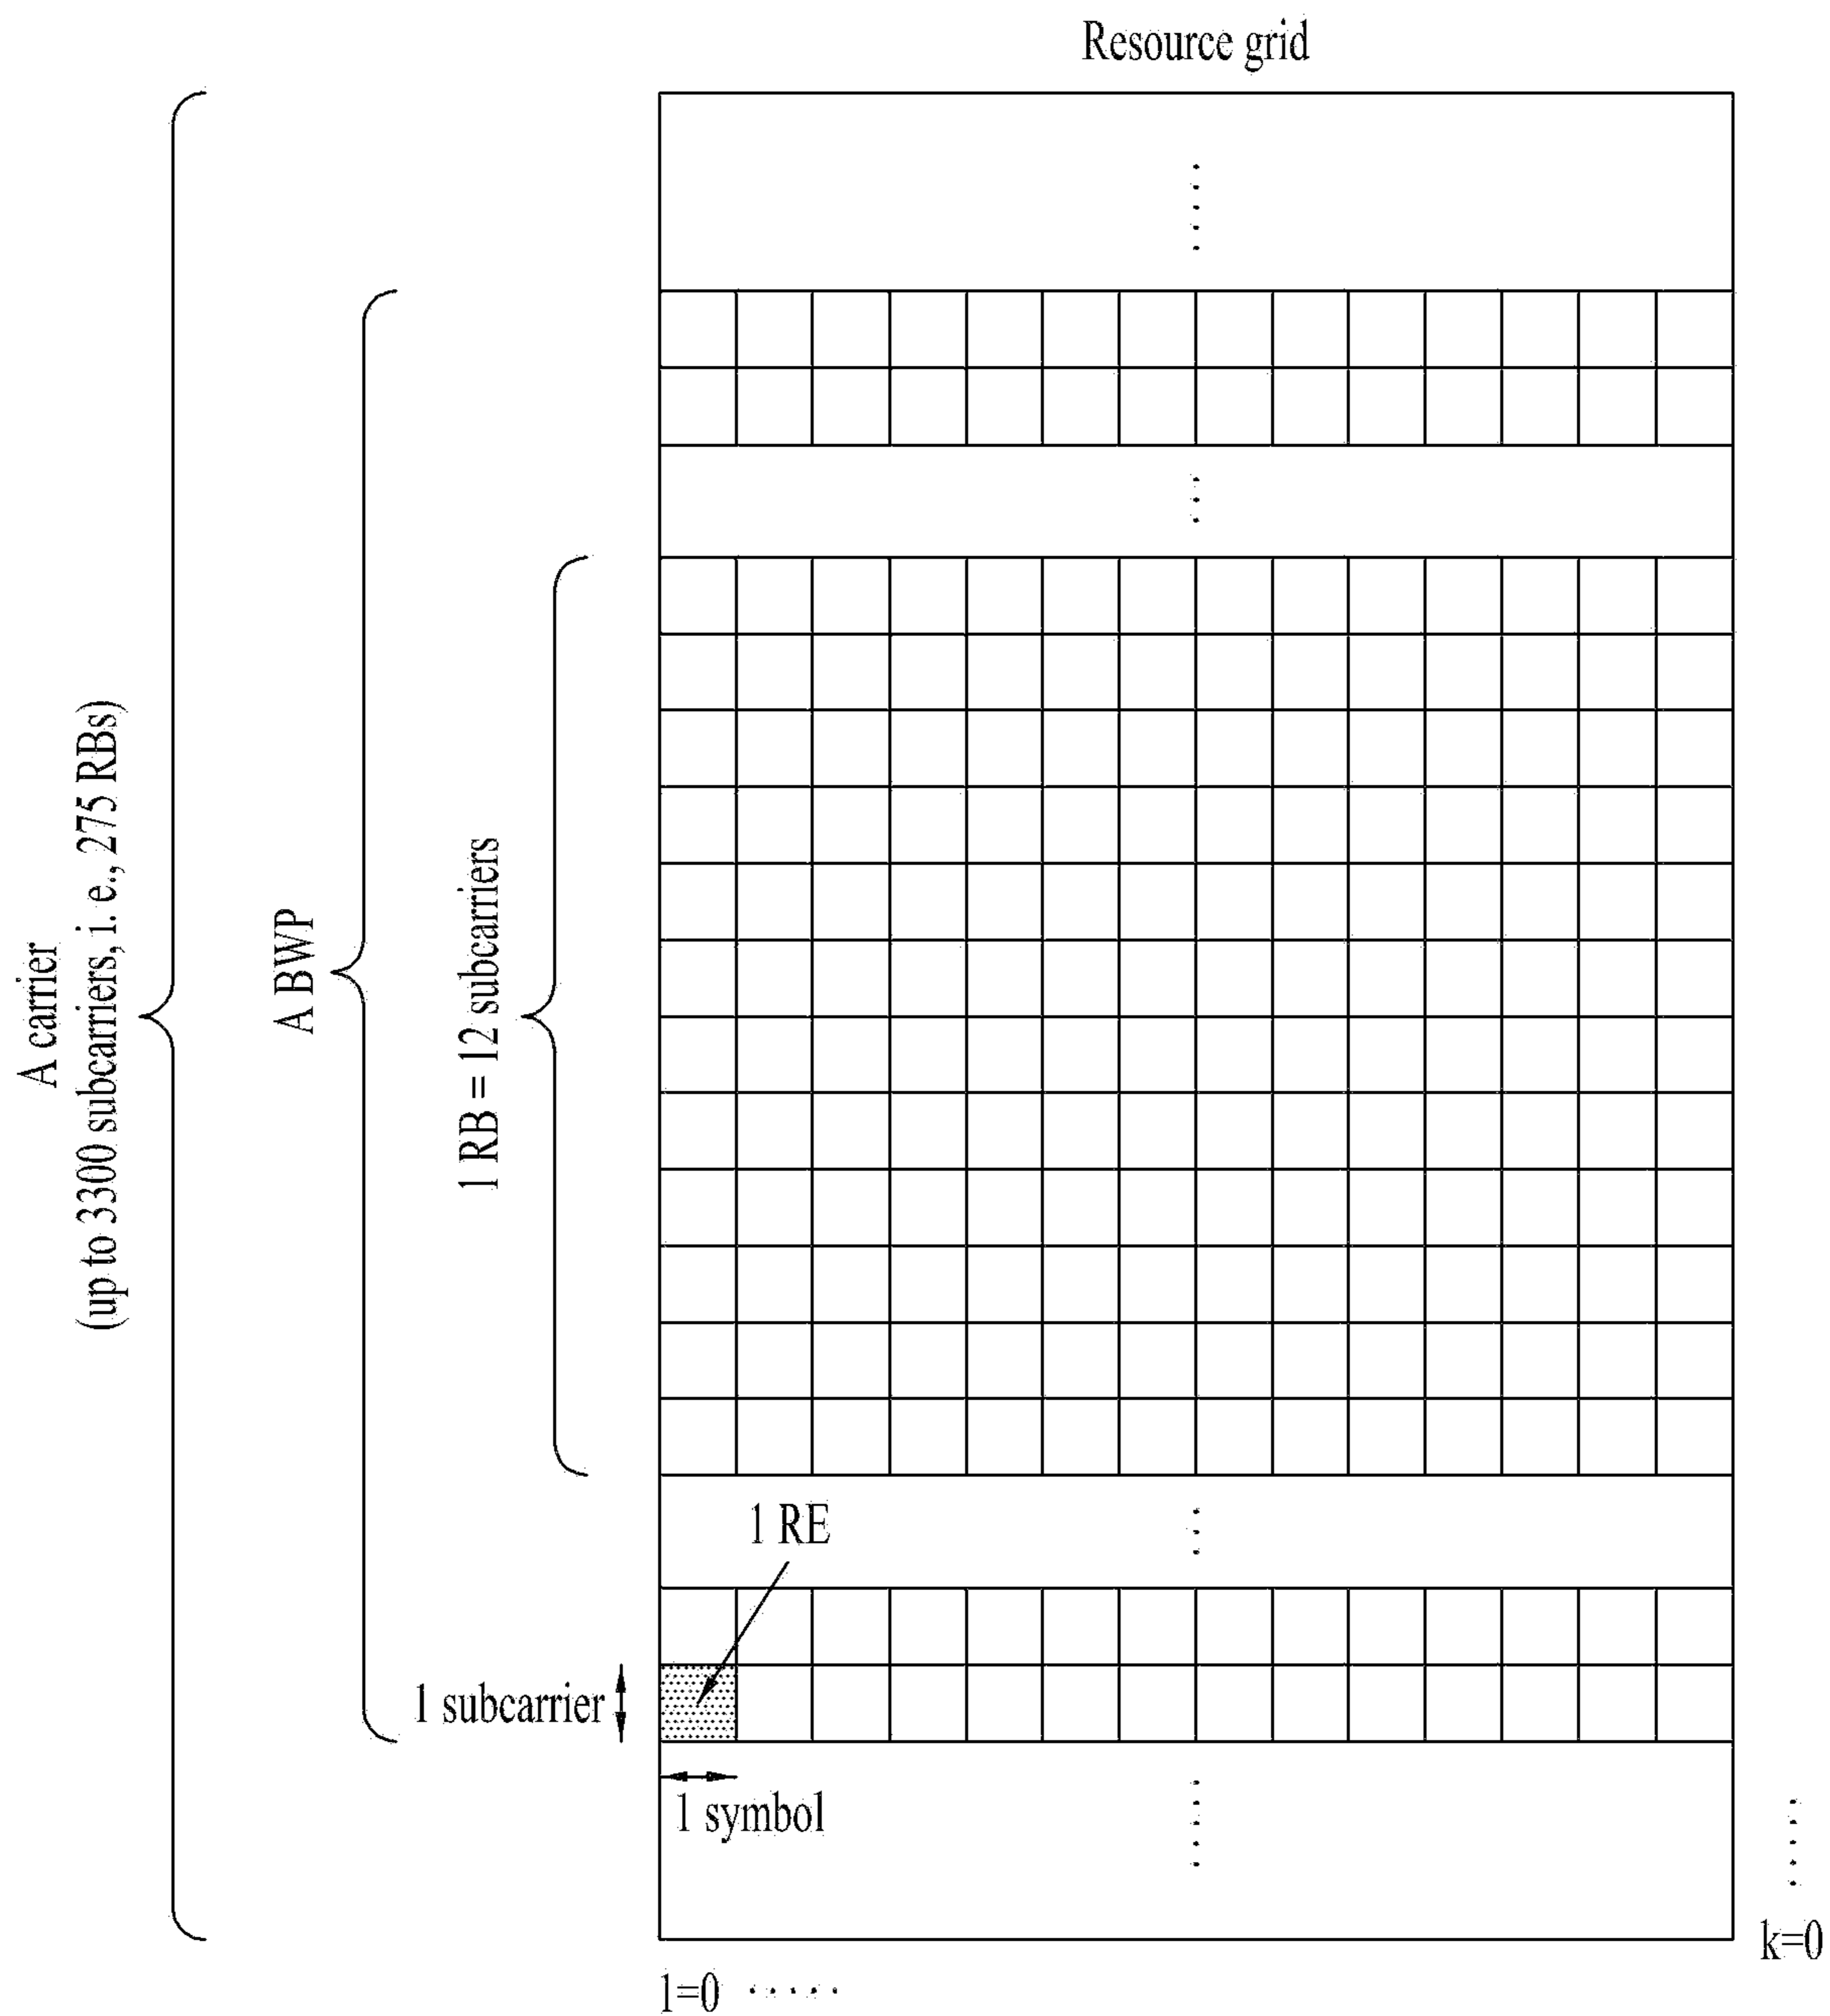 Resource grid
A carrier
(up to 3300 subcarriers, i. e., 275 RBs)
A BWP
1 RB = 12 subcarriers
1 RE
1 subcarrier
1 symbol
k=0
l=0 ·····